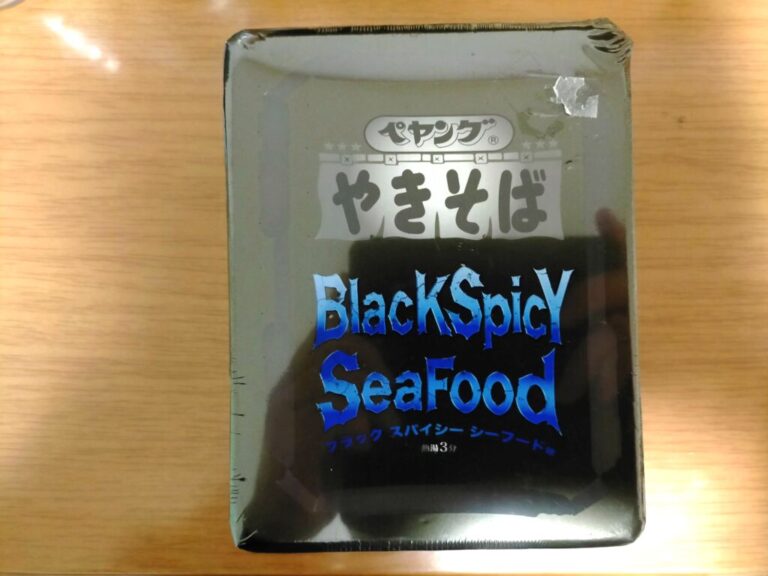 ペヤング®
やきそば
BlacKSpicY
SeaFood
ブラック スパイシー シーフード味
熱湯3分